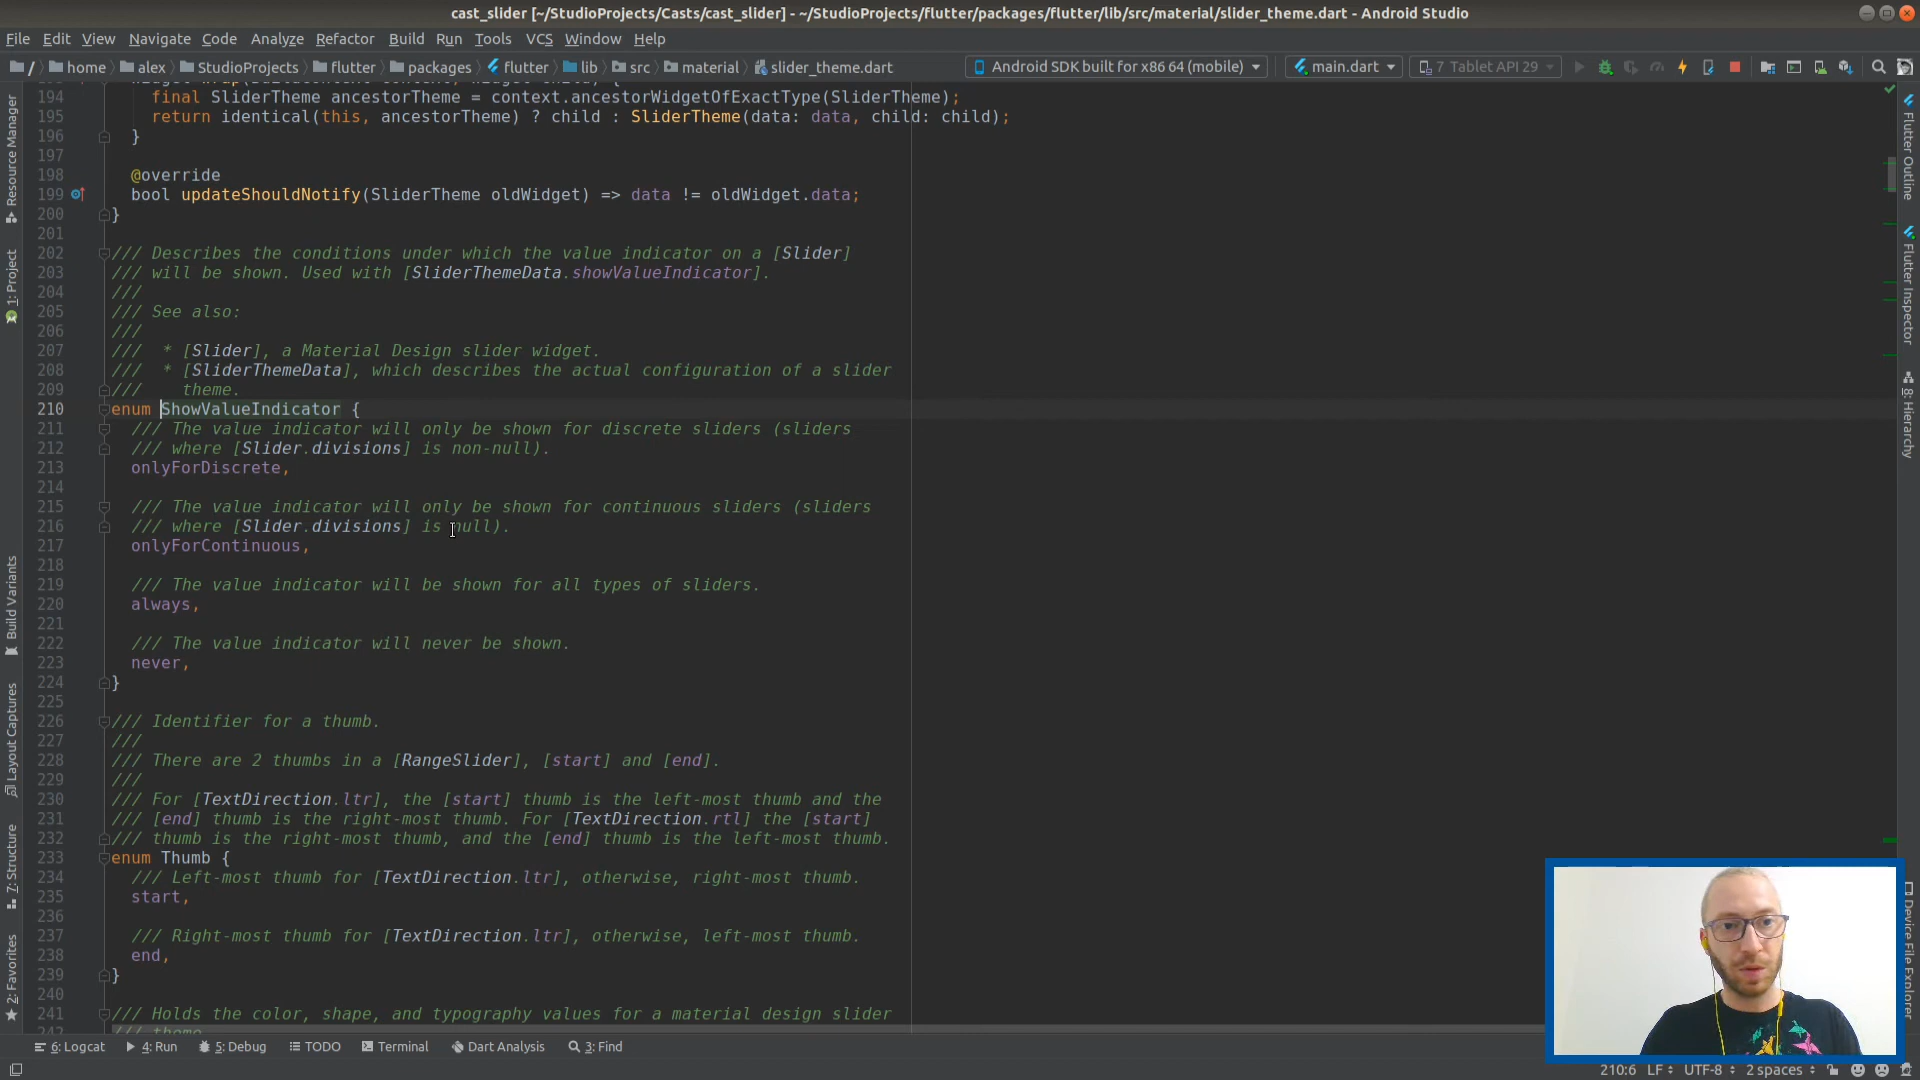 cast_slider [~/StudioProjects/Casts/cast_slider] - ~/StudioProjects/flutter/packages/flutter/lib/src/material/slider_theme.dart - Android Studio
File Edit View Navigate Code Analyze Refactor Build Run Tools VCS Window Help
/ home alex StudioProjects flutter packages flutter lib src material slider_theme.dart Android SDK built for x86 64 (mobile) main.dart 7 Tablet API 29
194 final SliderTheme ancestorTheme = context.ancestorWidgetOfExactType(SliderTheme);
195 return identical(this, ancestorTheme) ? child : SliderTheme(data: data, child: child);
196 }
197
198 @override
199 bool updateShouldNotify(SliderTheme oldWidget) => data != oldWidget.data;
200 }
201
202 /// Describes the conditions under which the value indicator on a [Slider]
203 /// will be shown. Used with [SliderThemeData.showValueIndicator].
204 ///
205 /// See also:
206 ///
207 ///  * [Slider], a Material Design slider widget.
208 ///  * [SliderThemeData], which describes the actual configuration of a slider
209 ///    theme.
210 enum ShowValueIndicator {
211 /// The value indicator will only be shown for discrete sliders (sliders
212 /// where [Slider.divisions] is non-null).
213 onlyForDiscrete,
214
215 /// The value indicator will only be shown for continuous sliders (sliders
216 /// where [Slider.divisions] is null).
217 onlyForContinuous,
218
219 /// The value indicator will be shown for all types of sliders.
220 always,
221
222 /// The value indicator will never be shown.
223 never,
224 }
225
226 /// Identifier for a thumb.
227 ///
228 /// There are 2 thumbs in a [RangeSlider], [start] and [end].
229 ///
230 /// For [TextDirection.ltr], the [start] thumb is the left-most thumb and the
231 /// [end] thumb is the right-most thumb. For [TextDirection.rtl] the [start]
232 /// thumb is the right-most thumb, and the [end] thumb is the left-most thumb.
233 enum Thumb {
234 /// Left-most thumb for [TextDirection.ltr], otherwise, right-most thumb.
235 start,
236
237 /// Right-most thumb for [TextDirection.ltr], otherwise, left-most thumb.
238 end,
239 }
240
241 /// Holds the color, shape, and typography values for a material design slider
242 /// theme
Resource Manager
1: Project
Build Variants
Layout Captures
7: Structure
2: Favorites
Flutter Outline
Flutter Inspector
8: Hierarchy
Device File Explorer
6: Logcat 4: Run 5: Debug TODO Terminal Dart Analysis 3: Find
210:6 LF UTF-8 2 spaces